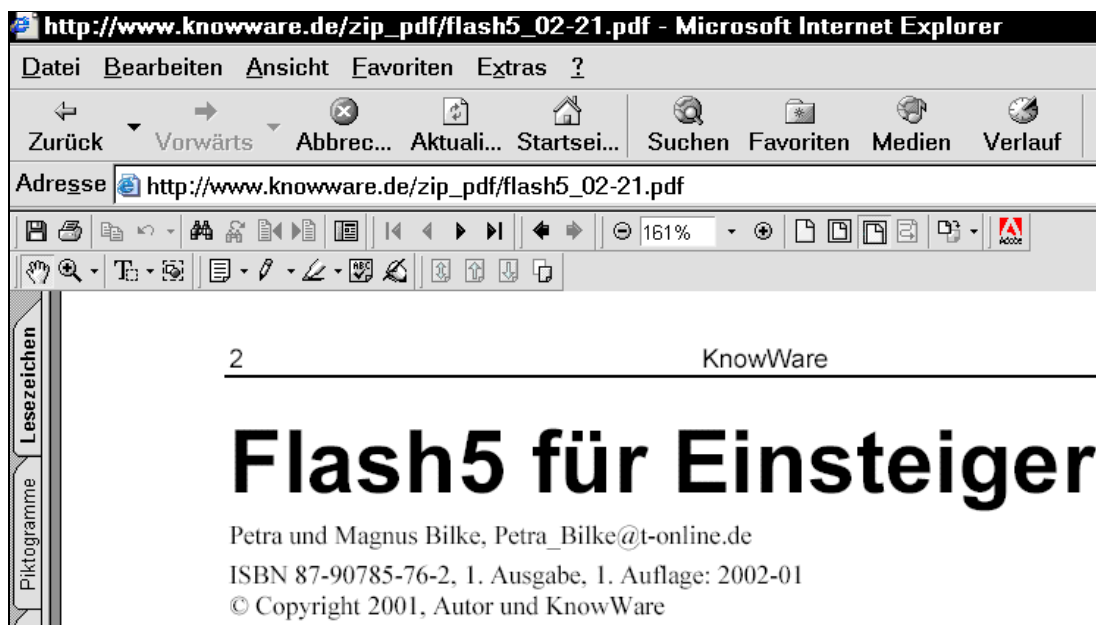 http://www.knowware.de/zip_pdf/flash5_02-21.pdf - Microsoft Internet Explorer
Datei Bearbeiten Ansicht Favoriten Extras ?
Zurück Vorwärts Abbrec... Aktuali... Startsei... Suchen Favoriten Medien Verlauf
Adresse http://www.knowware.de/zip_pdf/flash5_02-21.pdf
161% Adobe
T ABC
Lesezeichen
Piktogramme
2 KnowWare
Flash5 für Einsteiger
Petra und Magnus Bilke, Petra_Bilke@t-online.de
ISBN 87-90785-76-2, 1. Ausgabe, 1. Auflage: 2002-01
© Copyright 2001, Autor und KnowWare